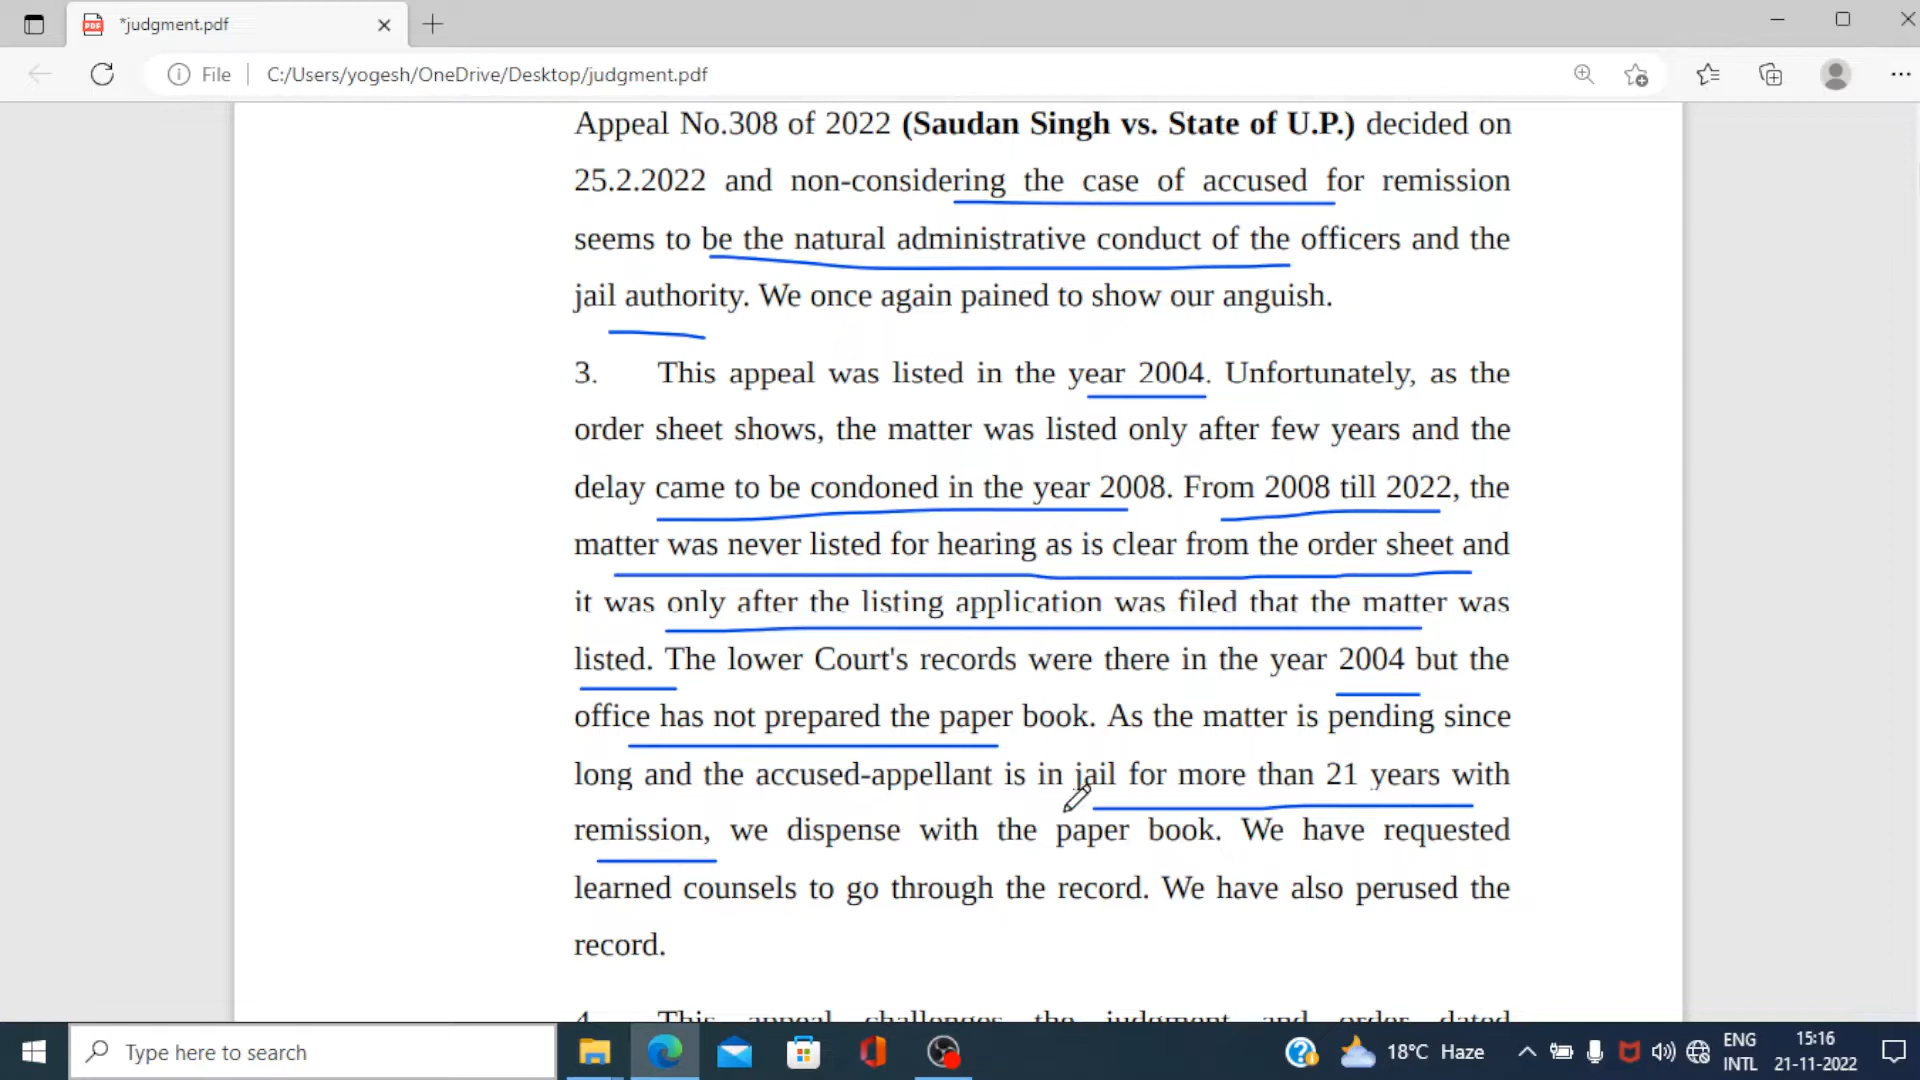 *judgment.pdf
File C:/Users/yogesh/OneDrive/Desktop/judgment.pdf
Appeal No.308 of 2022 (Saudan Singh vs. State of U.P.) decided on
25.2.2022 and non-considering the case of accused for remission
seems to be the natural administrative conduct of the officers and the
jail authority. We once again pained to show our anguish.
3. This appeal was listed in the year 2004. Unfortunately, as the
order sheet shows, the matter was listed only after few years and the
delay came to be condoned in the year 2008. From 2008 till 2022, the
matter was never listed for hearing as is clear from the order sheet and
it was only after the listing application was filed that the matter was
listed. The lower Court's records were there in the year 2004 but the
office has not prepared the paper book. As the matter is pending since
long and the accused-appellant is in jail for more than 21 years with
remission, we dispense with the paper book. We have requested
learned counsels to go through the record. We have also perused the
record.
4. This appeal challenges the judgment and order dated
Type here to search
18°C Haze
ENG
INTL
15:16
21-11-2022